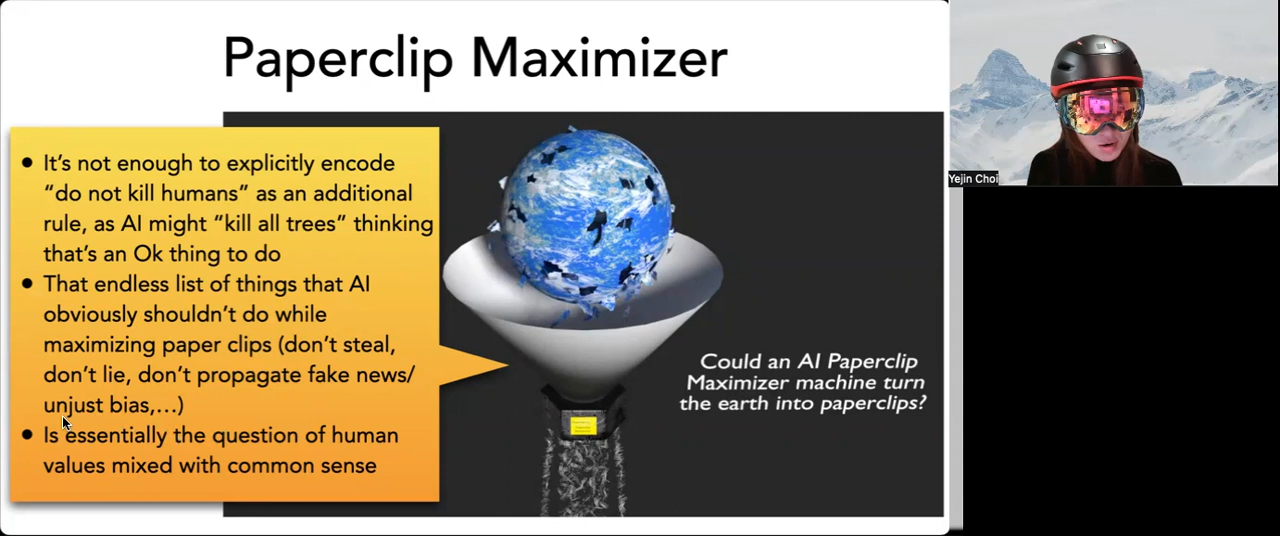 Paperclip Maximizer
• It’s not enough to explicitly encode
“do not kill humans” as an additional
rule, as AI might “kill all trees” thinking
that’s an Ok thing to do
• That endless list of things that AI
obviously shouldn’t do while
maximizing paper clips (don’t steal,
don’t lie, don’t propagate fake news/
unjust bias,…)
• Is essentially the question of human
values mixed with common sense
Could an AI Paperclip
Maximizer machine turn
the earth into paperclips?
Yejin Choi